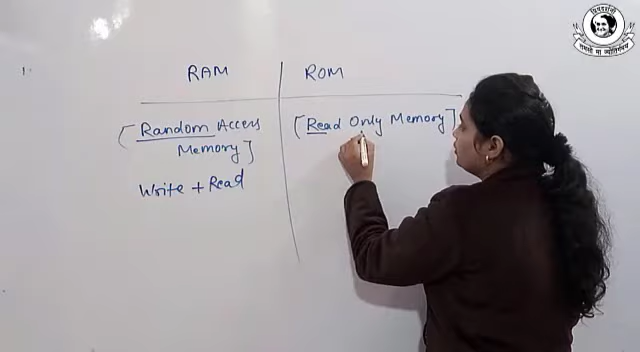 RAM
ROM
[Random Access
Memory]
[Read Only Memory]
Write + Read